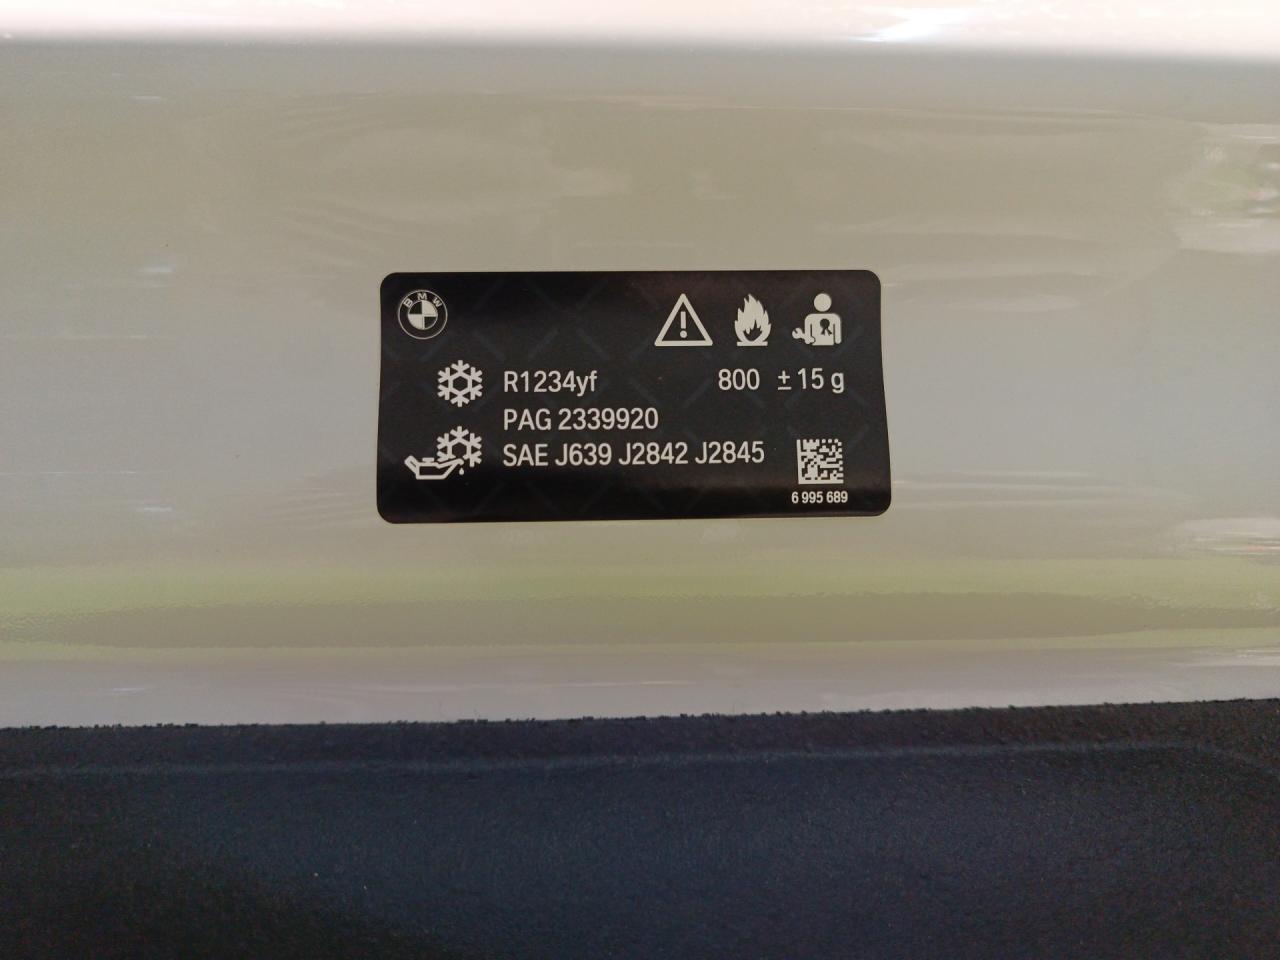 BMW
R1234yf 800 ±15 g
PAG 2339920
SAE J639 J2842 J2845
6 995 689